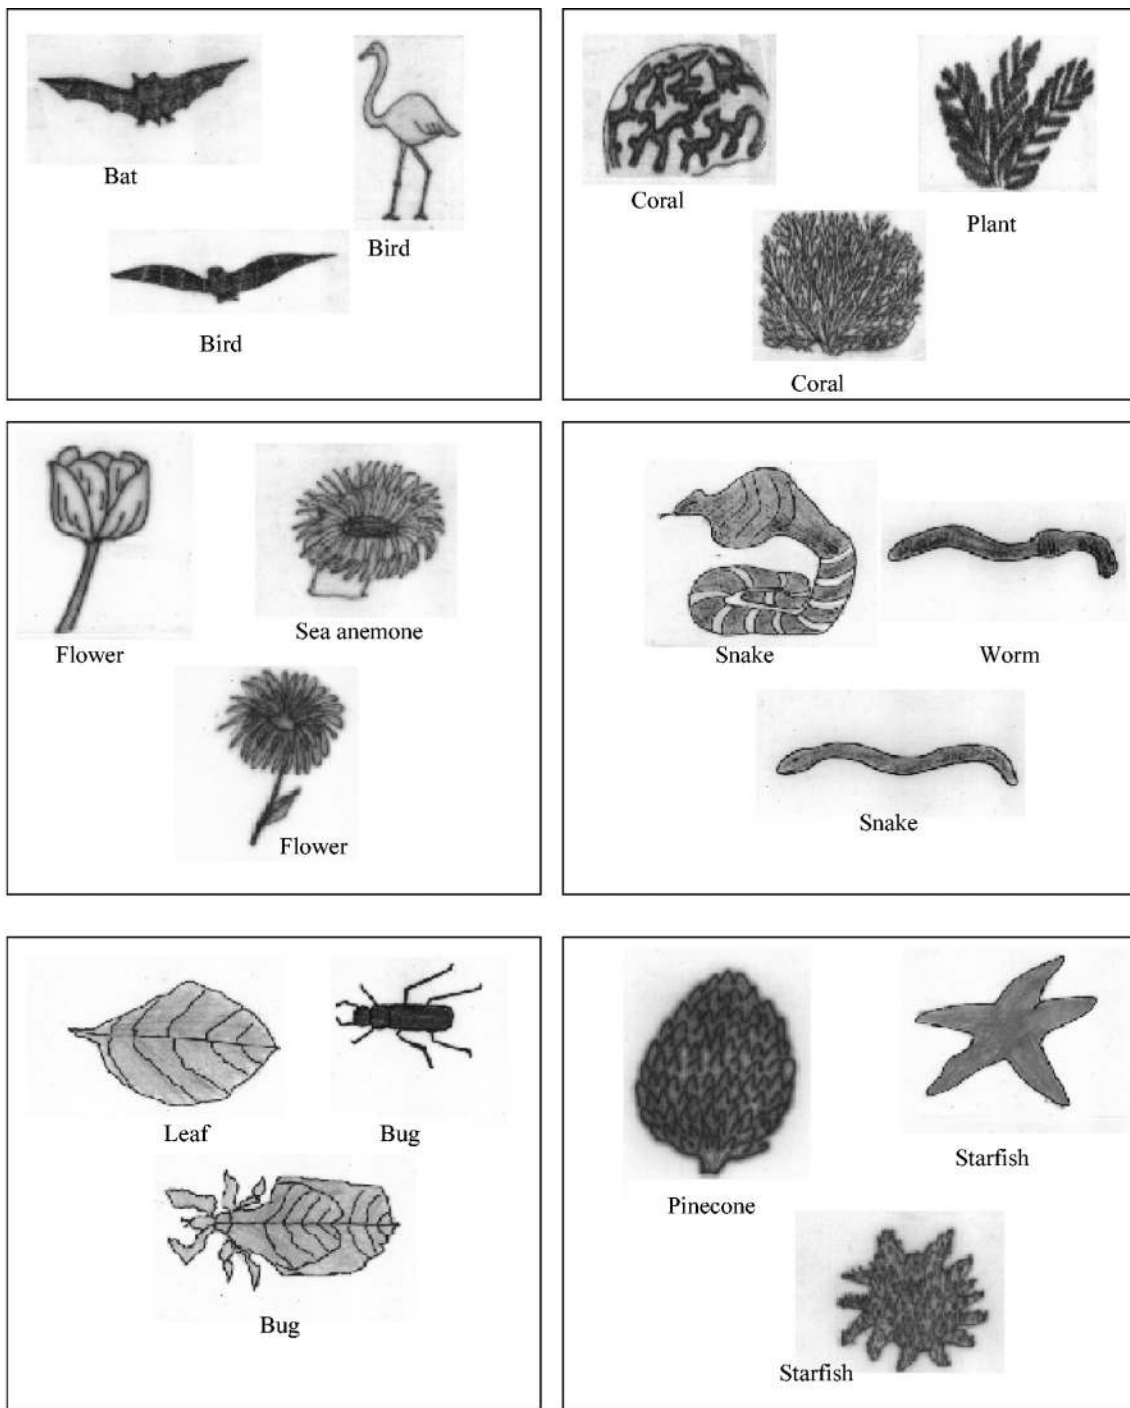 Bat
Bird
Bird
Coral
Plant
Coral
Flower
Sea anemone
Flower
Snake
Worm
Snake
Leaf
Bug
Bug
Pinecone
Starfish
Starfish